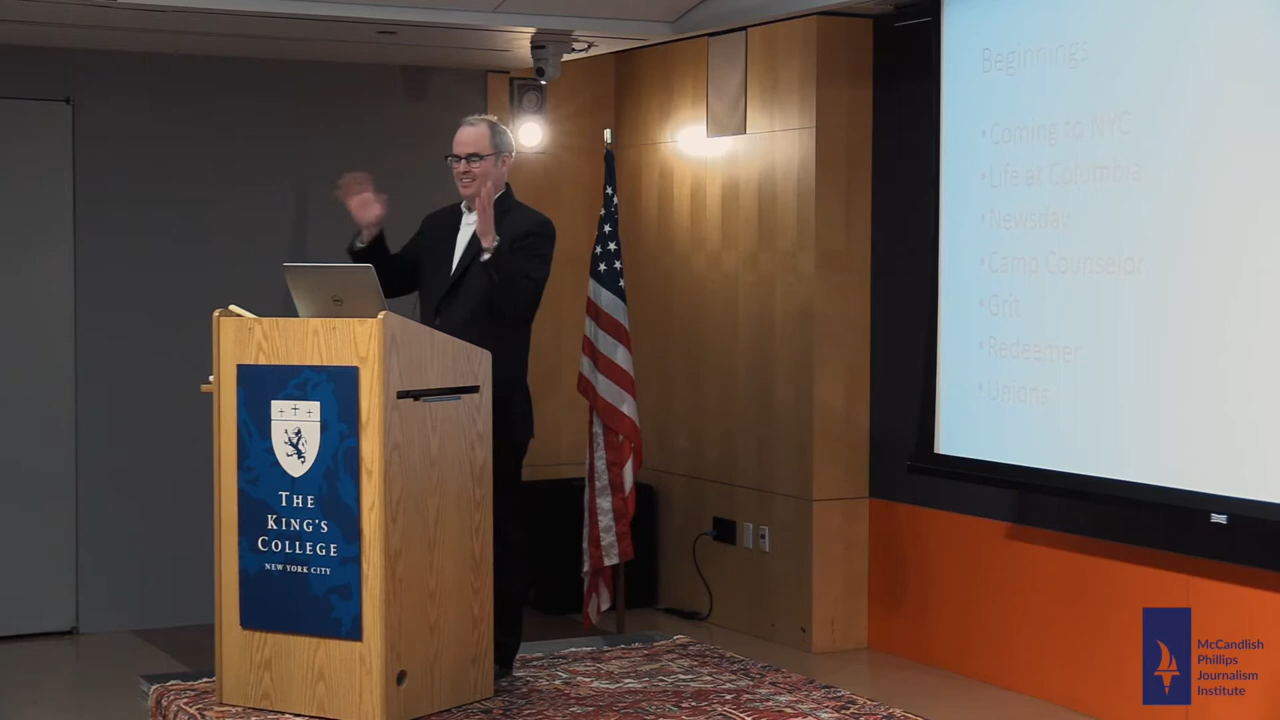 Beginnings
•Coming to NYC
•Life at Columbia
•Newsday
•Camp Counselor
•Grit
•Redeemer
•Unions
THE
KING'S
COLLEGE
NEW YORK CITY
DELL
McCandlish
Phillips
Journalism
Institute